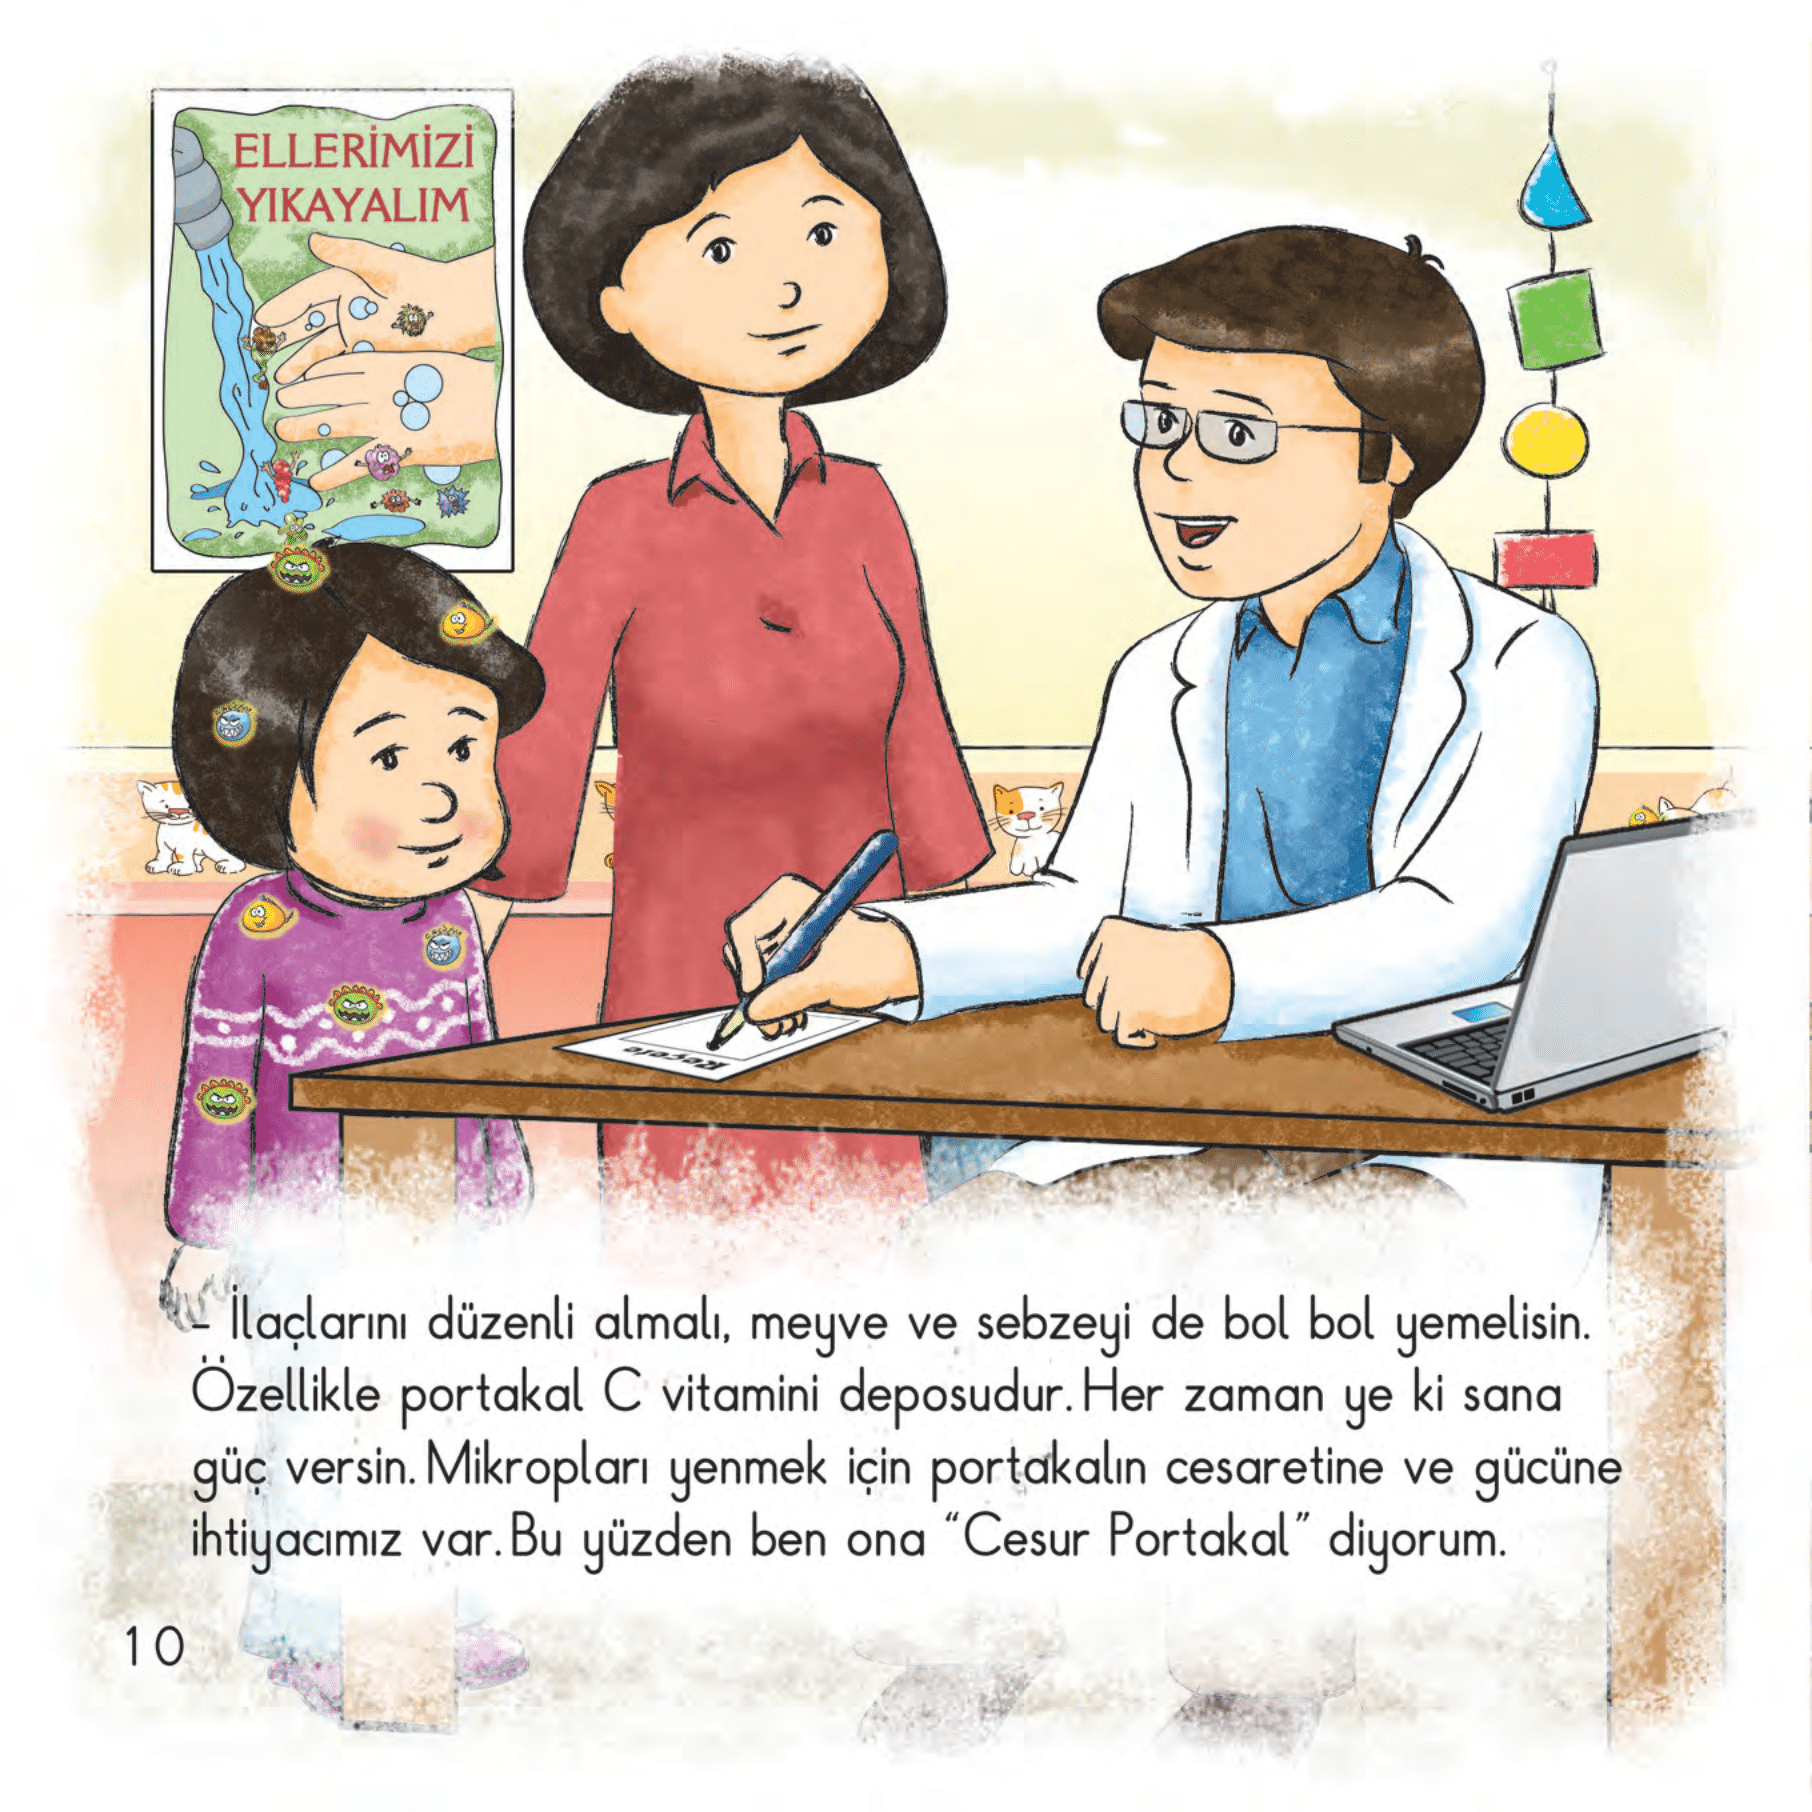 ELLERİMİZİ
YIKAYALIM
Reçete
- İlaçlarını düzenli almalı, meyve ve sebzeyi de bol bol yemelisin.
Özellikle portakal C vitamini deposudur. Her zaman ye ki sana
güç versin. Mikropları yenmek için portakalın cesaretine ve gücüne
ihtiyacımız var. Bu yüzden ben ona “Cesur Portakal” diyorum.
10